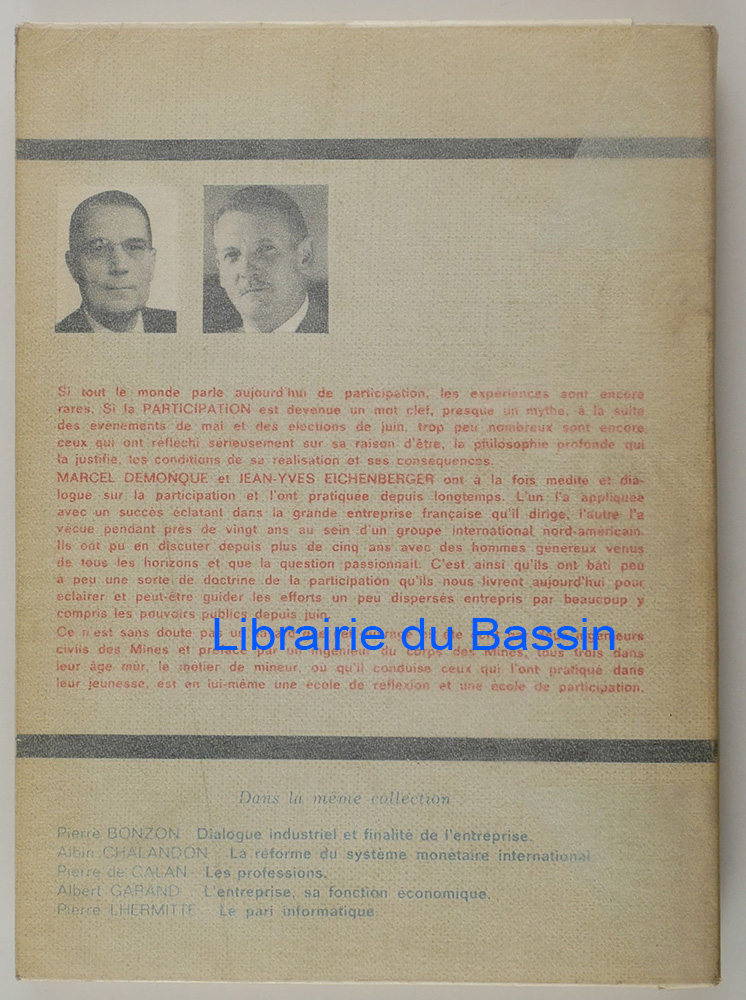 Si tout le monde parle aujourd'hui de participation, les expériences sont encore
rares. Si la PARTICIPATION est devenue un mot clef, presque un mythe, à la suite
des événements de mai et des élections de juin, trop peu nombreux sont encore
ceux qui ont réfléchi sérieusement sur sa raison d'être, la philosophie profonde qui
la justifie, les conditions de sa réalisation et ses conséquences.
MARCEL DEMONQUE et JEAN-YVES EICHENBERGER ont à la fois médité et dia-
logué sur la participation et l'ont pratiquée depuis longtemps. L'un l'a appliquée
avec un succès éclatant dans la grande entreprise française qu'il dirige, l'autre l'a
vécue pendant près de vingt ans au sein d'un groupe international nord-américain.
Ils ont pu en discuter depuis plus de cinq ans avec des hommes généreux venus
de tous les horizons et que la question passionnait. C'est ainsi qu'ils ont bâti peu
à peu une sorte de doctrine de la participation qu'ils nous livrent aujourd'hui pour
éclairer et peut-être guider les efforts un peu dispersés entrepris par beaucoup y
compris les pouvoirs publics depuis juin.
Ce n'est sans doute pas un
Librairie du Bassin
ingénieurs
civils des Mines et préfacé par un ingénieur du corps des Mines, tous trois dans
leur âge mûr, le métier de mineur, où qu'il conduise ceux qui l'ont pratiqué dans
leur jeunesse, est en lui-même une école de réflexion et une école de participation.
Dans la même collection
Pierre BONZON Dialogue industriel et finalité de l'entreprise.
Albin CHALANDON La réforme du système monétaire international
Pierre de CALAN Les professions.
Albert GARAND : L'entreprise, sa fonction économique.
Pierre LHERMITTE Le pari informatique